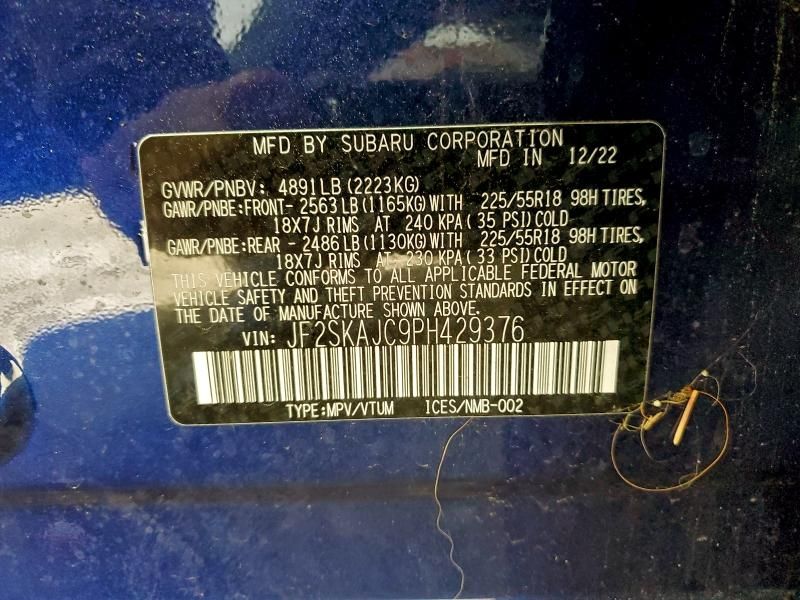 MFD BY SUBARU CORPORATION
MFD IN 12/22
GVWR/PNBV: 4891LB(2223KG)
GAWR/PNBE:FRONT- 2563LB(1165KG)WITH 225/55R18 98H TIRES,
18X7J RIMS AT 240 KPA(35 PSI)COLD
GAWR/PNBE:REAR - 2486LB(1130KG)WITH 225/55R18 98H TIRES,
18X7J RIMS AT 230 KPA(33 PSI)COLD
THIS VEHICLE CONFORMS TO ALL APPLICABLE FEDERAL MOTOR
VEHICLE SAFETY AND THEFT PREVENTION STANDARDS IN EFFECT ON
THE DATE OF MANUFACTURE SHOWN ABOVE.
VIN: JF2SKAJC9PH429376
TYPE:MPV/VTUM ICES/NMB-002